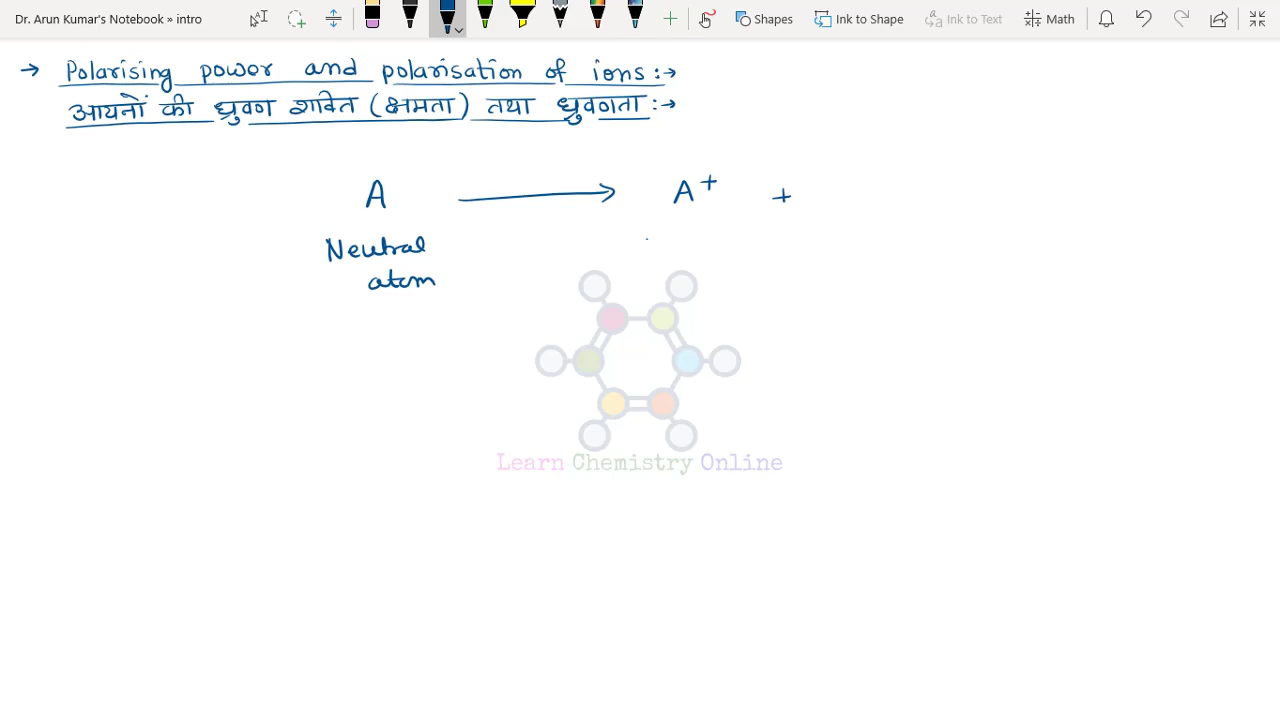 Dr. Arun Kumar's Notebook » intro
Shapes
Ink to Shape
Ink to Text
Math
→ Polarising power and polarisation of ions :→
आयनों की ध्रुवण शक्ति (क्षमता) तथा ध्रुवणता :→
A ⟶ A⁺ +
Neutral
atom
Learn Chemistry Online